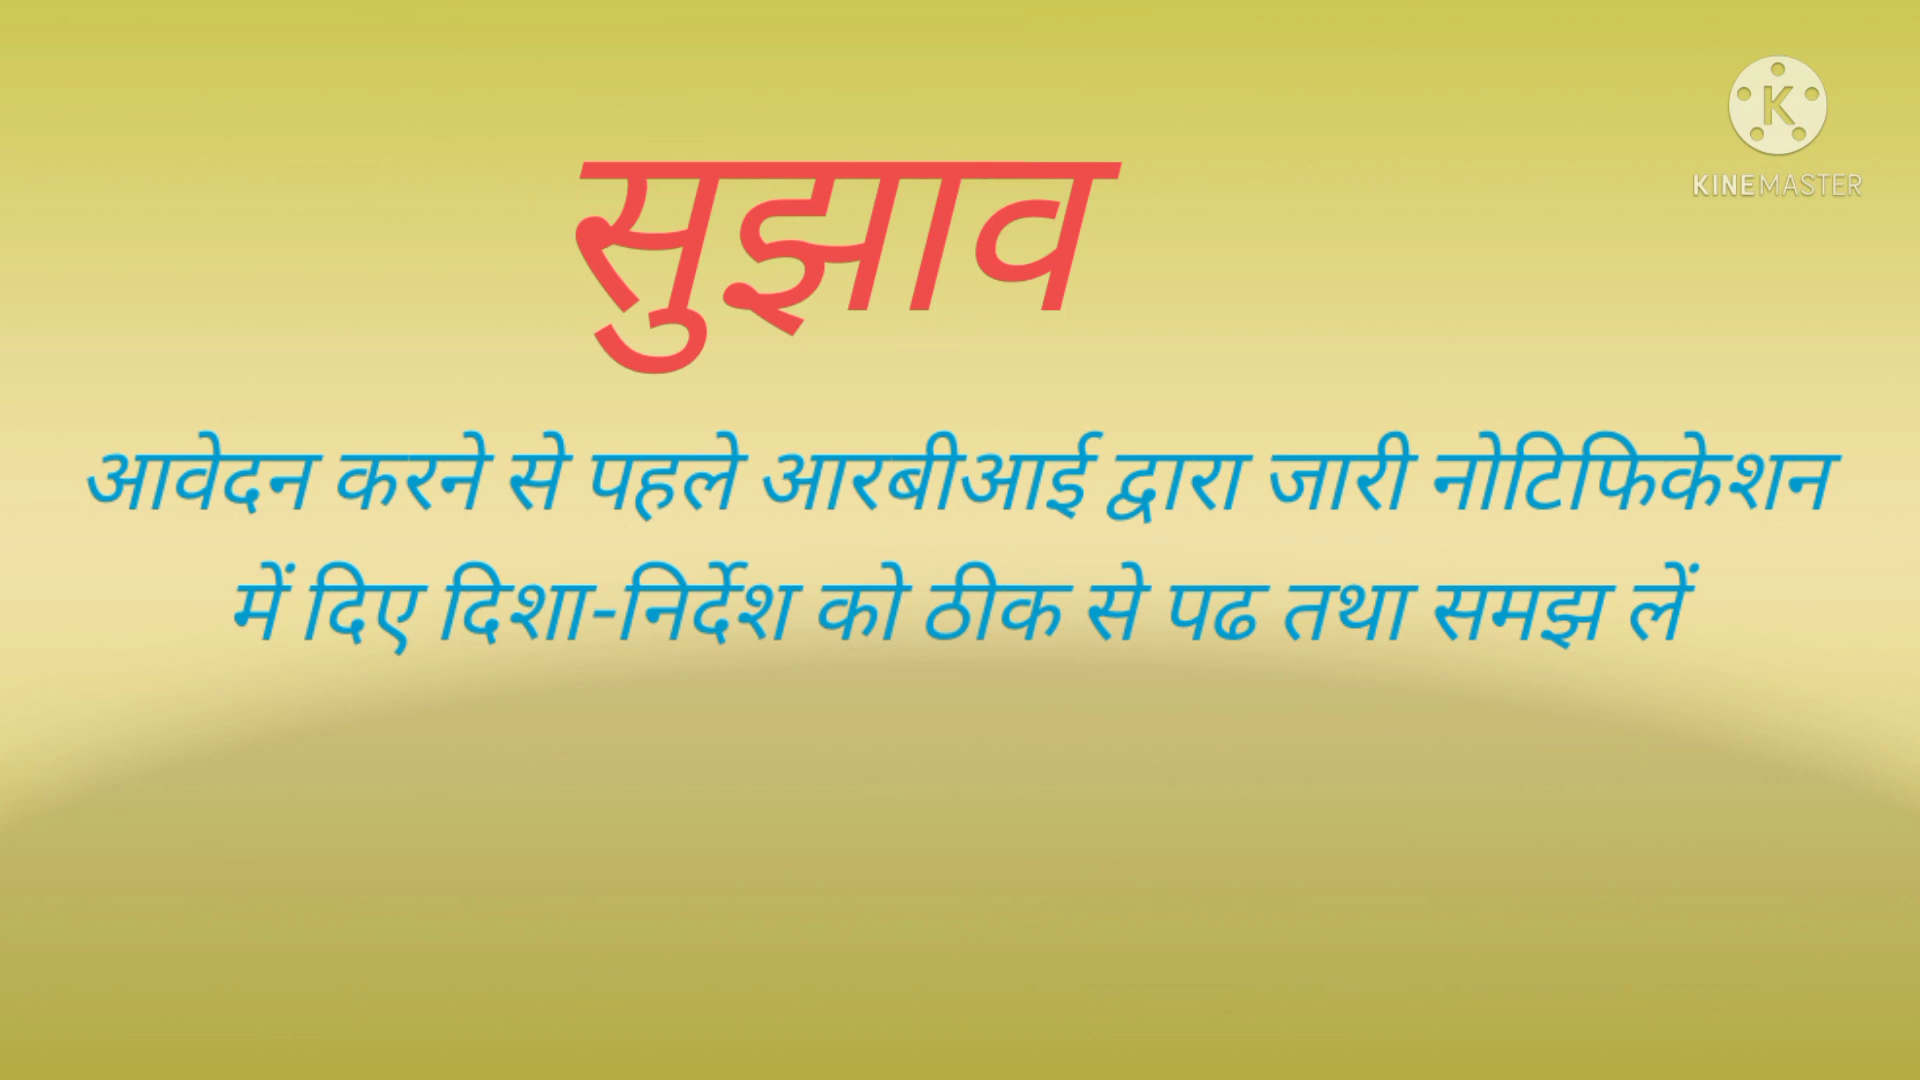 K
KINEMASTER
सुझाव
आवेदन करने से पहले आरबीआई द्वारा जारी नोटिफिकेशन
में दिए दिशा-निर्देश को ठीक से पढ तथा समझ लें